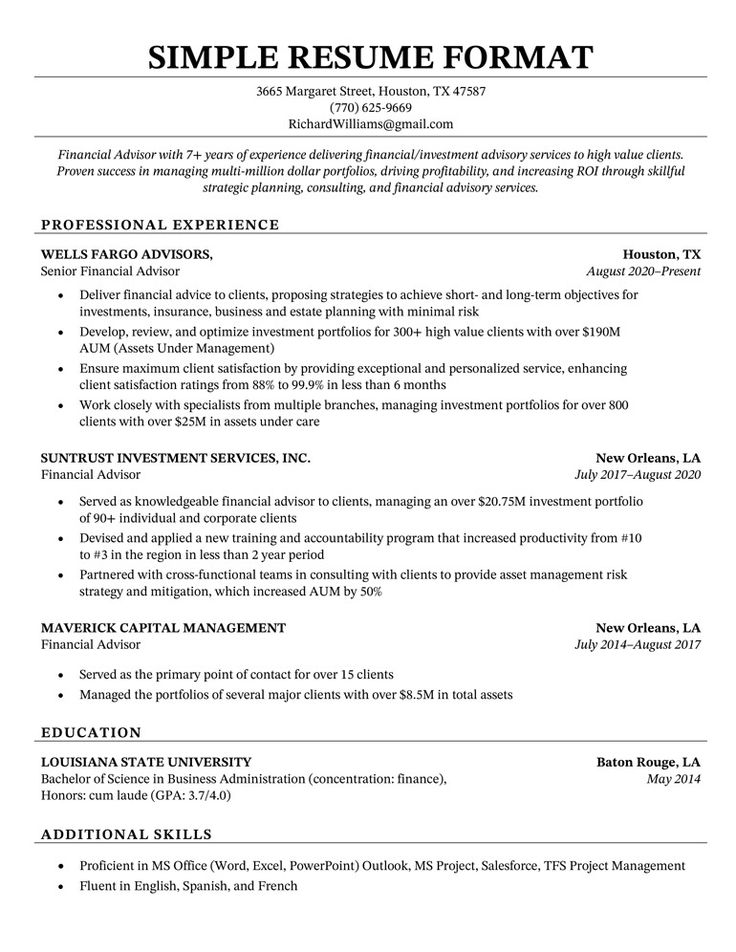 SIMPLE RESUME FORMAT
3665 Margaret Street, Houston, TX 47587
(770) 625-9669
RichardWilliams@gmail.com
Financial Advisor with 7+ years of experience delivering financial/investment advisory services to high value clients.
Proven success in managing multi-million dollar portfolios, driving profitability, and increasing ROI through skillful
strategic planning, consulting, and financial advisory services.
PROFESSIONAL EXPERIENCE
WELLS FARGO ADVISORS, Houston, TX
Senior Financial Advisor August 2020–Present
• Deliver financial advice to clients, proposing strategies to achieve short- and long-term objectives for
investments, insurance, business and estate planning with minimal risk
• Develop, review, and optimize investment portfolios for 300+ high value clients with over $190M
AUM (Assets Under Management)
• Ensure maximum client satisfaction by providing exceptional and personalized service, enhancing
client satisfaction ratings from 88% to 99.9% in less than 6 months
• Work closely with specialists from multiple branches, managing investment portfolios for over 800
clients with over $25M in assets under care
SUNTRUST INVESTMENT SERVICES, INC. New Orleans, LA
Financial Advisor July 2017–August 2020
• Served as knowledgeable financial advisor to clients, managing an over $20.75M investment portfolio
of 90+ individual and corporate clients
• Devised and applied a new training and accountability program that increased productivity from #10
to #3 in the region in less than 2 year period
• Partnered with cross-functional teams in consulting with clients to provide asset management risk
strategy and mitigation, which increased AUM by 50%
MAVERICK CAPITAL MANAGEMENT New Orleans, LA
Financial Advisor July 2014–August 2017
• Served as the primary point of contact for over 15 clients
• Managed the portfolios of several major clients with over $8.5M in total assets
EDUCATION
LOUISIANA STATE UNIVERSITY Baton Rouge, LA
Bachelor of Science in Business Administration (concentration: finance), May 2014
Honors: cum laude (GPA: 3.7/4.0)
ADDITIONAL SKILLS
• Proficient in MS Office (Word, Excel, PowerPoint) Outlook, MS Project, Salesforce, TFS Project Management
• Fluent in English, Spanish, and French